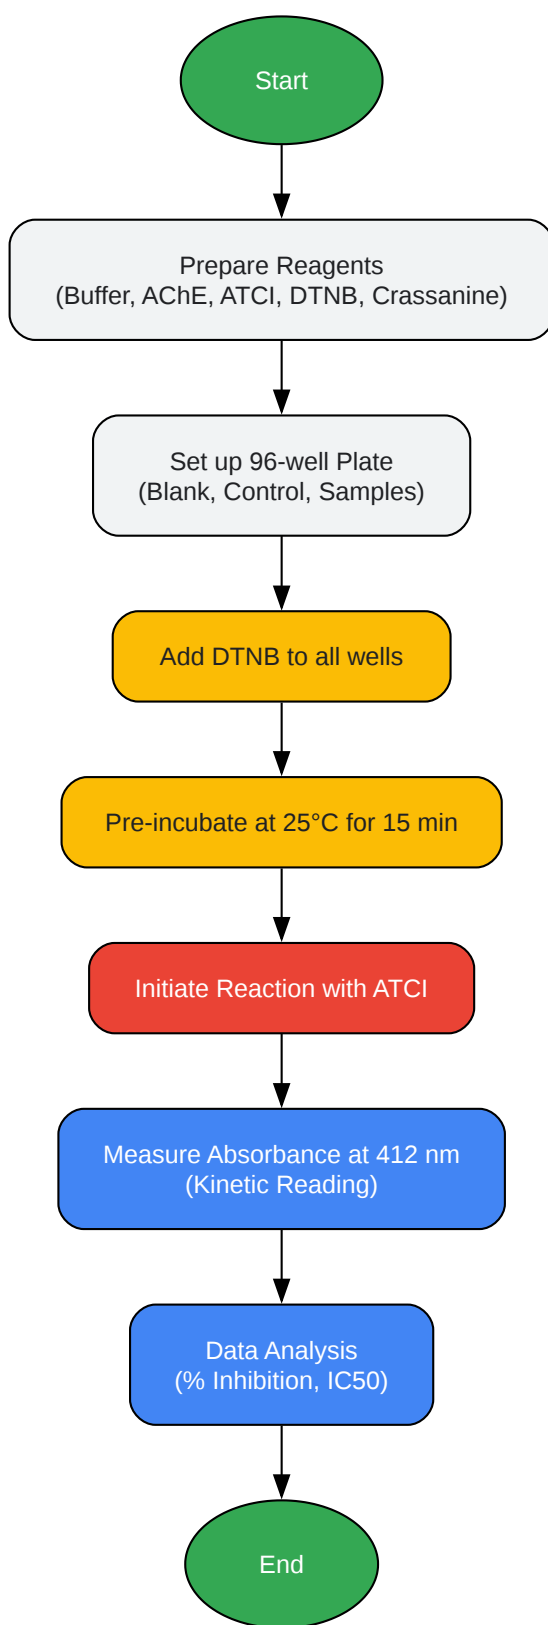 Start
Prepare Reagents
(Buffer, AChE, ATCI, DTNB, Crassanine)
Set up 96-well Plate
(Blank, Control, Samples)
Add DTNB to all wells
Pre-incubate at 25°C for 15 min
Initiate Reaction with ATCI
Measure Absorbance at 412 nm
(Kinetic Reading)
Data Analysis
(% Inhibition, IC50)
End